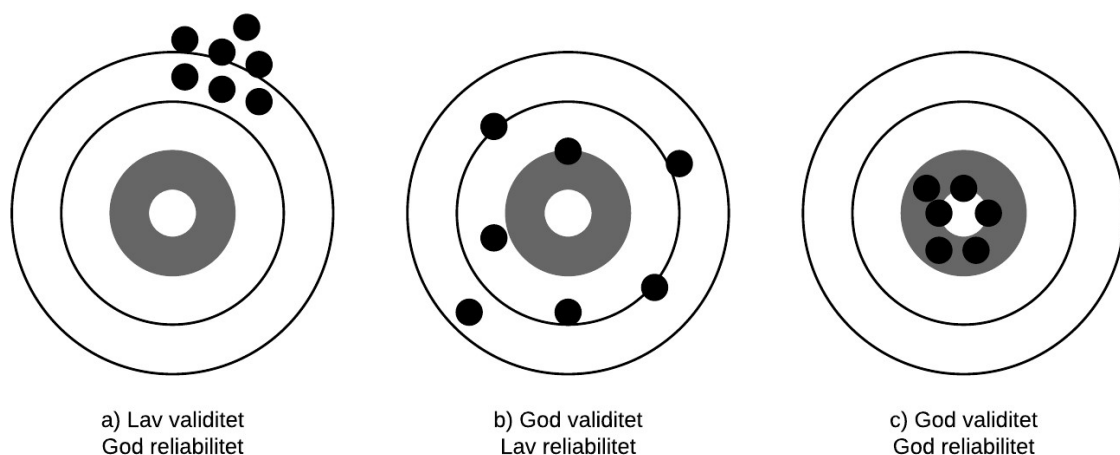 a) Lav validitet
God reliabilitet
b) God validitet
Lav reliabilitet
c) God validitet
God reliabilitet